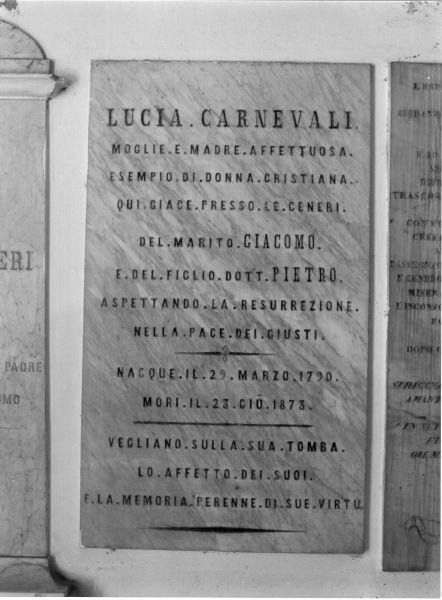 LUCIA.CARNEVALI.
MOGLIE.E.MADRE.AFFETTUOSA.
ESEMPIO.DI.DONNA.CRISTIANA.
QUI.GIACE.PRESSO.LE.CENERI.
DEL.MARITO.GIACOMO.
E.DEL.FIGLIO.DOTT.PIETRO.
ASPETTANDO.LA.RESURREZIONE.
NELLA.PACE.DEI.GIUSTI.
NACQUE.IL.29.MARZO.1790.
MORI.IL.23.GIŪ.1873.
VEGLIANO.SULLA.SUA.TOMBA.
LO.AFFETTO.DEI.SUOI.
E.LA.MEMORIA.PERENNE.DI.SUE.VIRTU.
PADRE